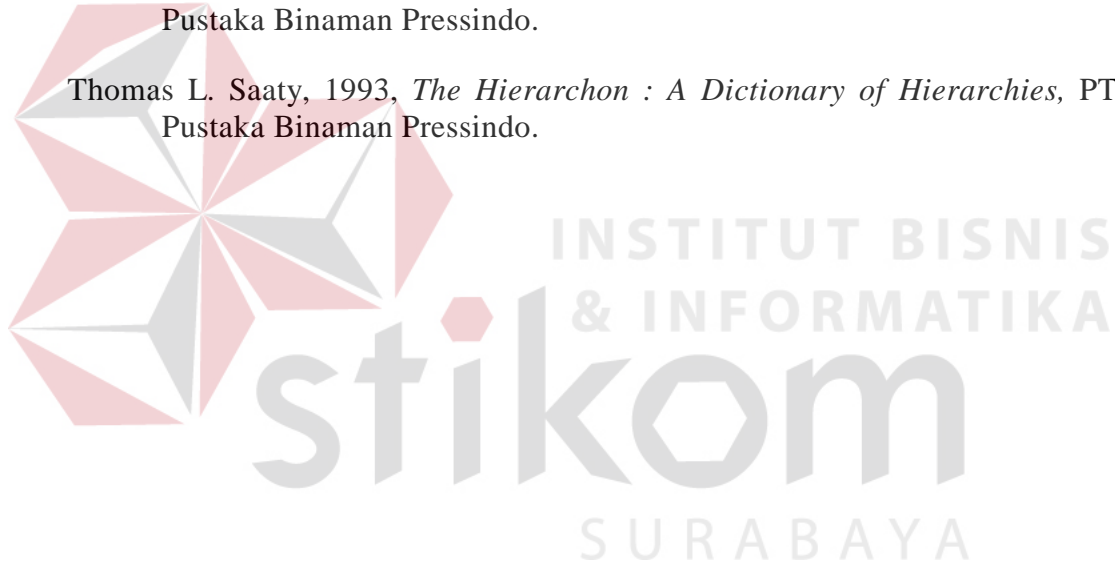 Pustaka Binaman Pressindo.
Thomas L. Saaty, 1993, The Hierarchon : A Dictionary of Hierarchies, PT
Pustaka Binaman Pressindo.
INSTITUT BISNIS
& INFORMATIKA
stikom
SURABAYA